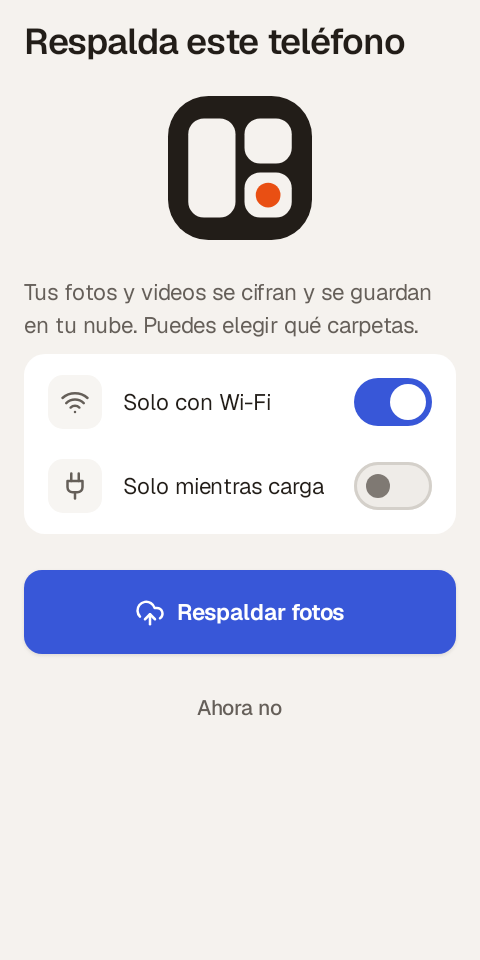 Respalda este teléfono
Tus fotos y videos se cifran y se guardan
en tu nube. Puedes elegir qué carpetas.
Solo con Wi-Fi
Solo mientras carga
Respaldar fotos
Ahora no